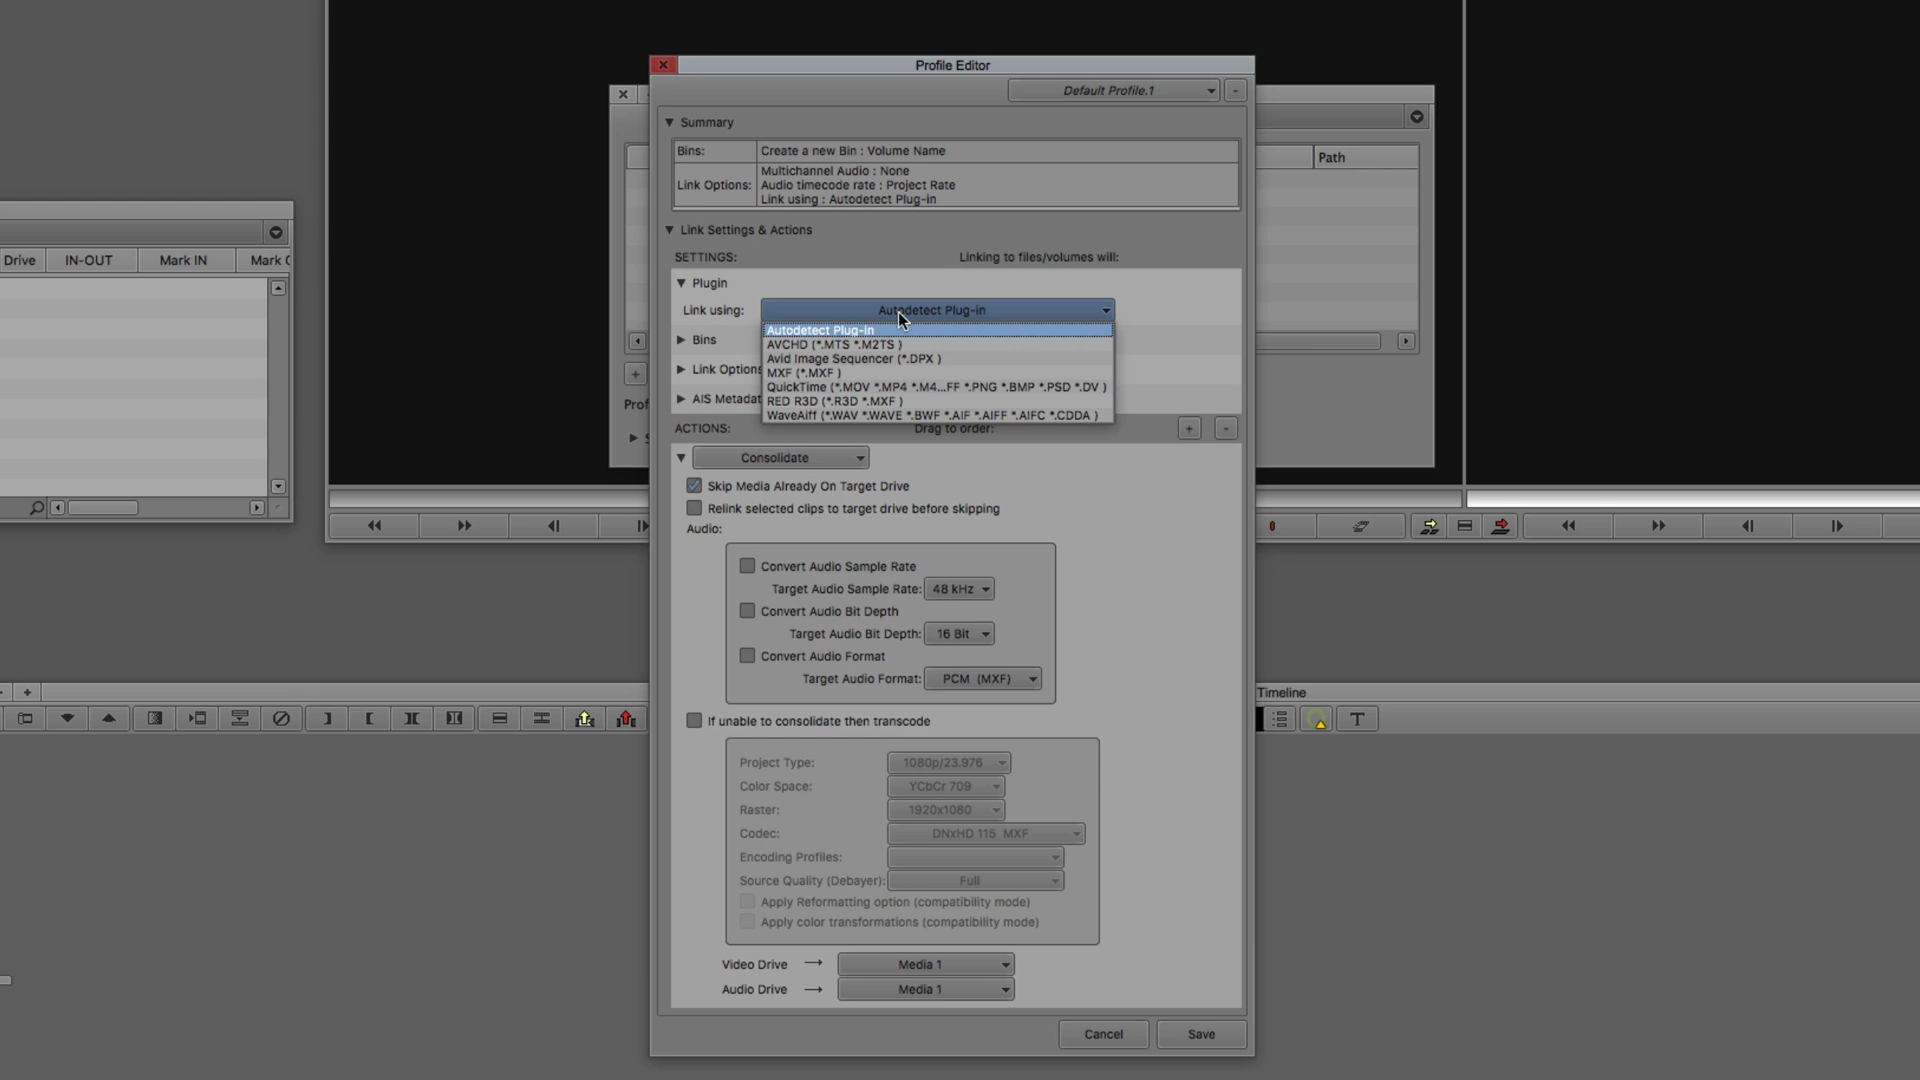 Profile Editor
Default Profile.1
-
Summary
Bins: Create a new Bin : Volume Name
Link Options: Multichannel Audio : None
Audio timecode rate : Project Rate
Link using : Autodetect Plug-in
Path
Link Settings & Actions
SETTINGS: Linking to files/volumes will:
Drive IN-OUT Mark IN Mark
Plugin
Link using: Autodetect Plug-in
Autodetect Plug-in
AVCHD (*.MTS *.M2TS )
Avid Image Sequencer (*.DPX )
MXF (*.MXF )
QuickTime (*.MOV *.MP4 *.M4...FF *.PNG *.BMP *.PSD *.DV )
RED R3D (*.R3D *.MXF )
WaveAiff (*.WAV *.WAVE *.BWF *.AIF *.AIFF *.AIFC *.CDDA )
Bins
Link Options
AIS Metadat
Prof
ACTIONS: Drag to order: + -
Consolidate
Skip Media Already On Target Drive
Relink selected clips to target drive before skipping
Audio:
Convert Audio Sample Rate
Target Audio Sample Rate: 48 kHz
Convert Audio Bit Depth
Target Audio Bit Depth: 16 Bit
Convert Audio Format
Target Audio Format: PCM (MXF)
If unable to consolidate then transcode
Project Type: 1080p/23.976
Color Space: YCbCr 709
Raster: 1920x1080
Codec: DNxHD 115 MXF
Encoding Profiles:
Source Quality (Debayer): Full
Apply Reformatting option (compatibility mode)
Apply color transformations (compatibility mode)
Video Drive → Media 1
Audio Drive → Media 1
Cancel Save
Timeline
T